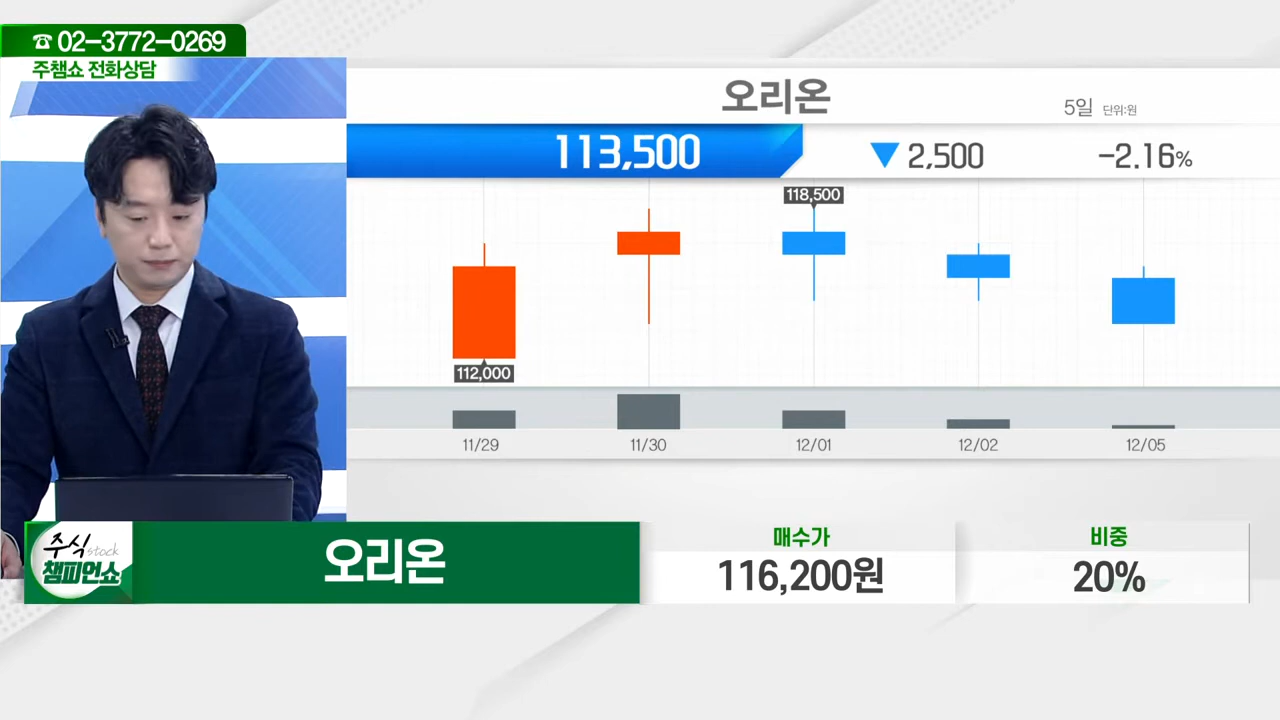 ☎ 02-3772-0269
주챔쇼 전화상담
오리온
5일 단위:원
113,500 ▼ 2,500 -2.16%
118,500
112,000
11/29 11/30 12/01 12/02 12/05
주식 stock
챔피언쇼
오리온
매수가
116,200원
비중
20%